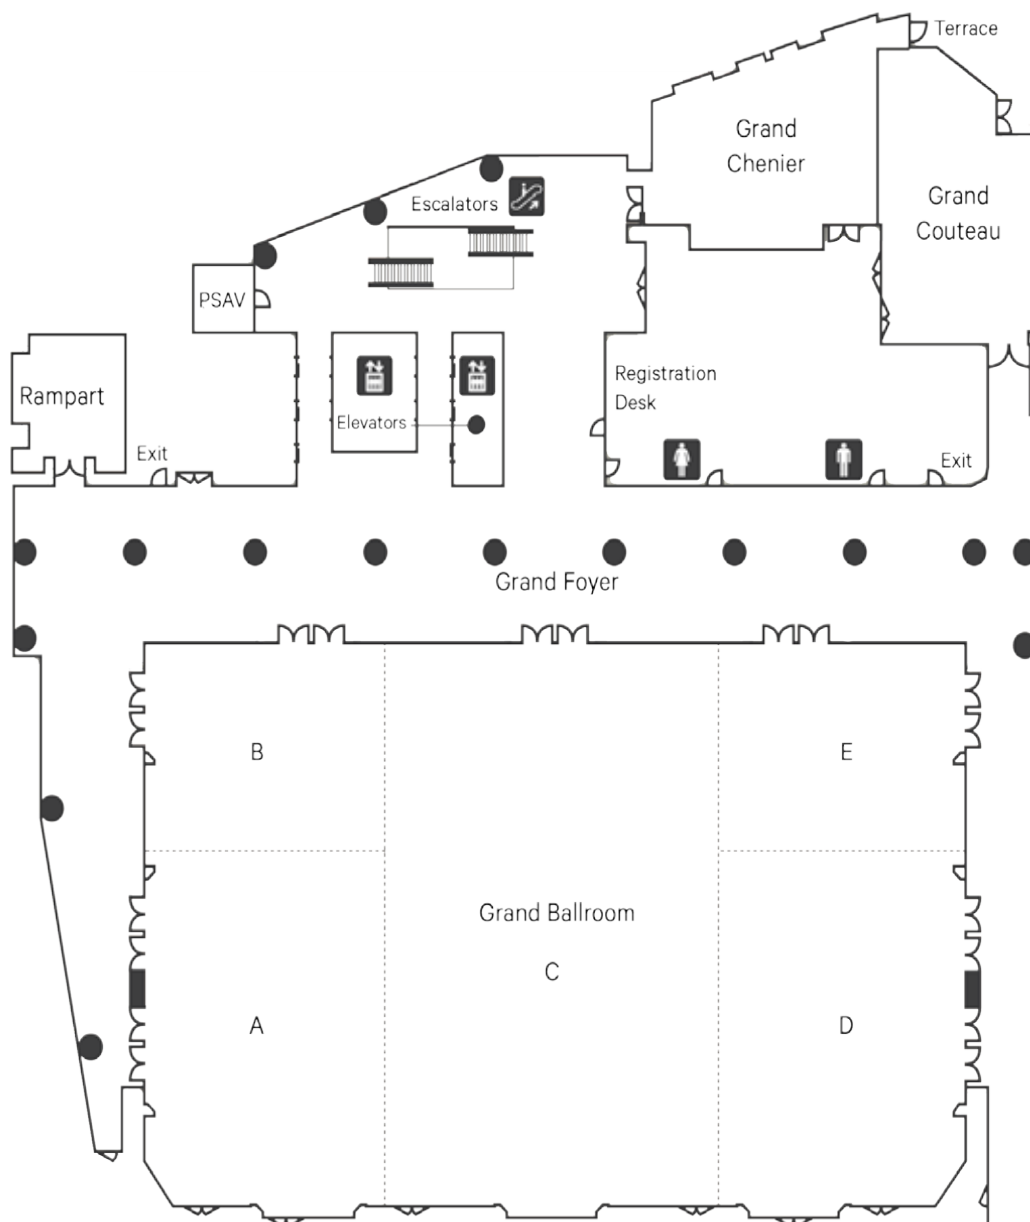 Terrace
Grand
Chenier
Grand
Couteau
Escalators
PSAV
Rampart
Elevators
Registration
Desk
Exit
Exit
Grand Foyer
B
E
Grand Ballroom
C
A
D